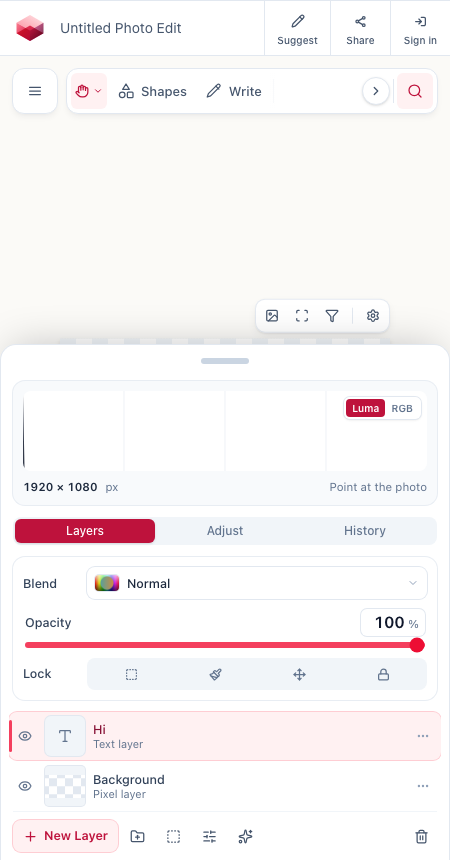 Untitled Photo Edit
Suggest
Share
Sign in
Shapes
Write
Luma
RGB
1920 × 1080 px
Point at the photo
Layers
Adjust
History
Blend
Normal
Opacity
100 %
Lock
T
Hi
Text layer
Background
Pixel layer
New Layer